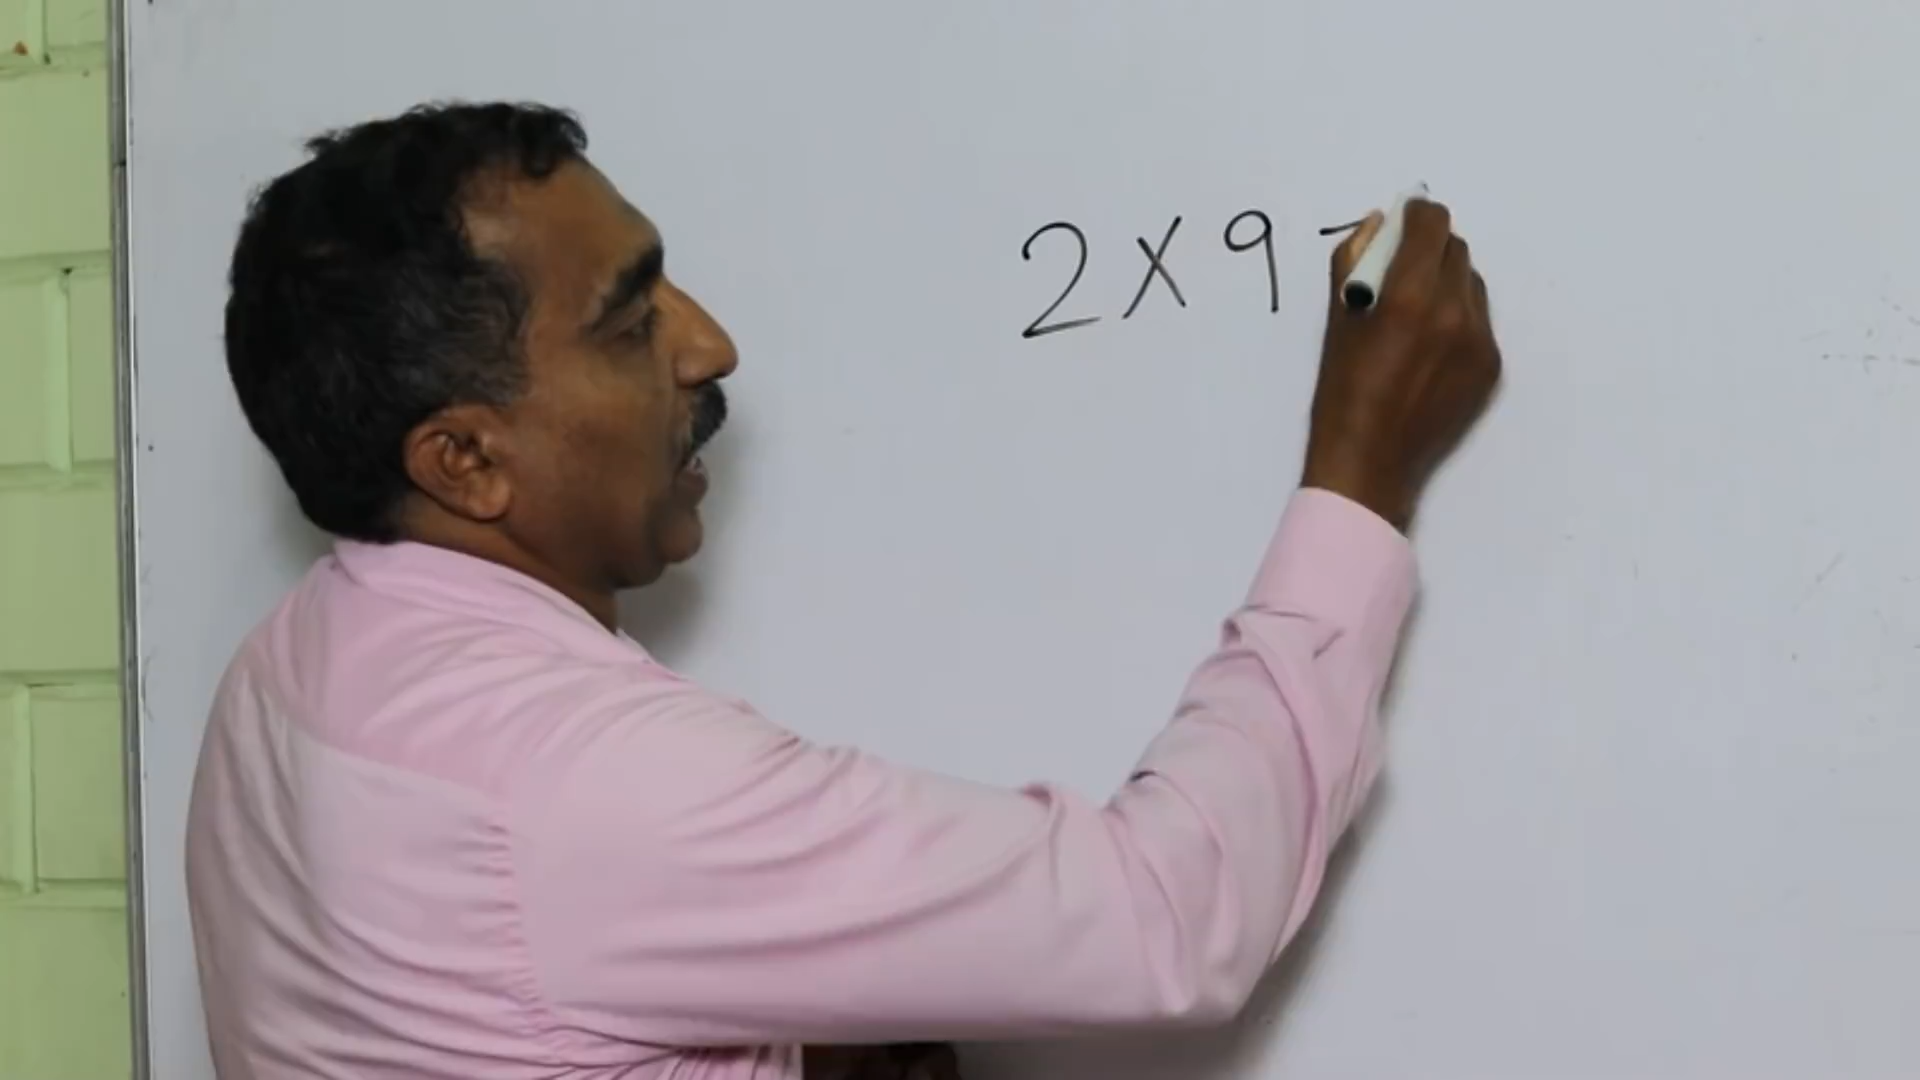 2 × 9 =